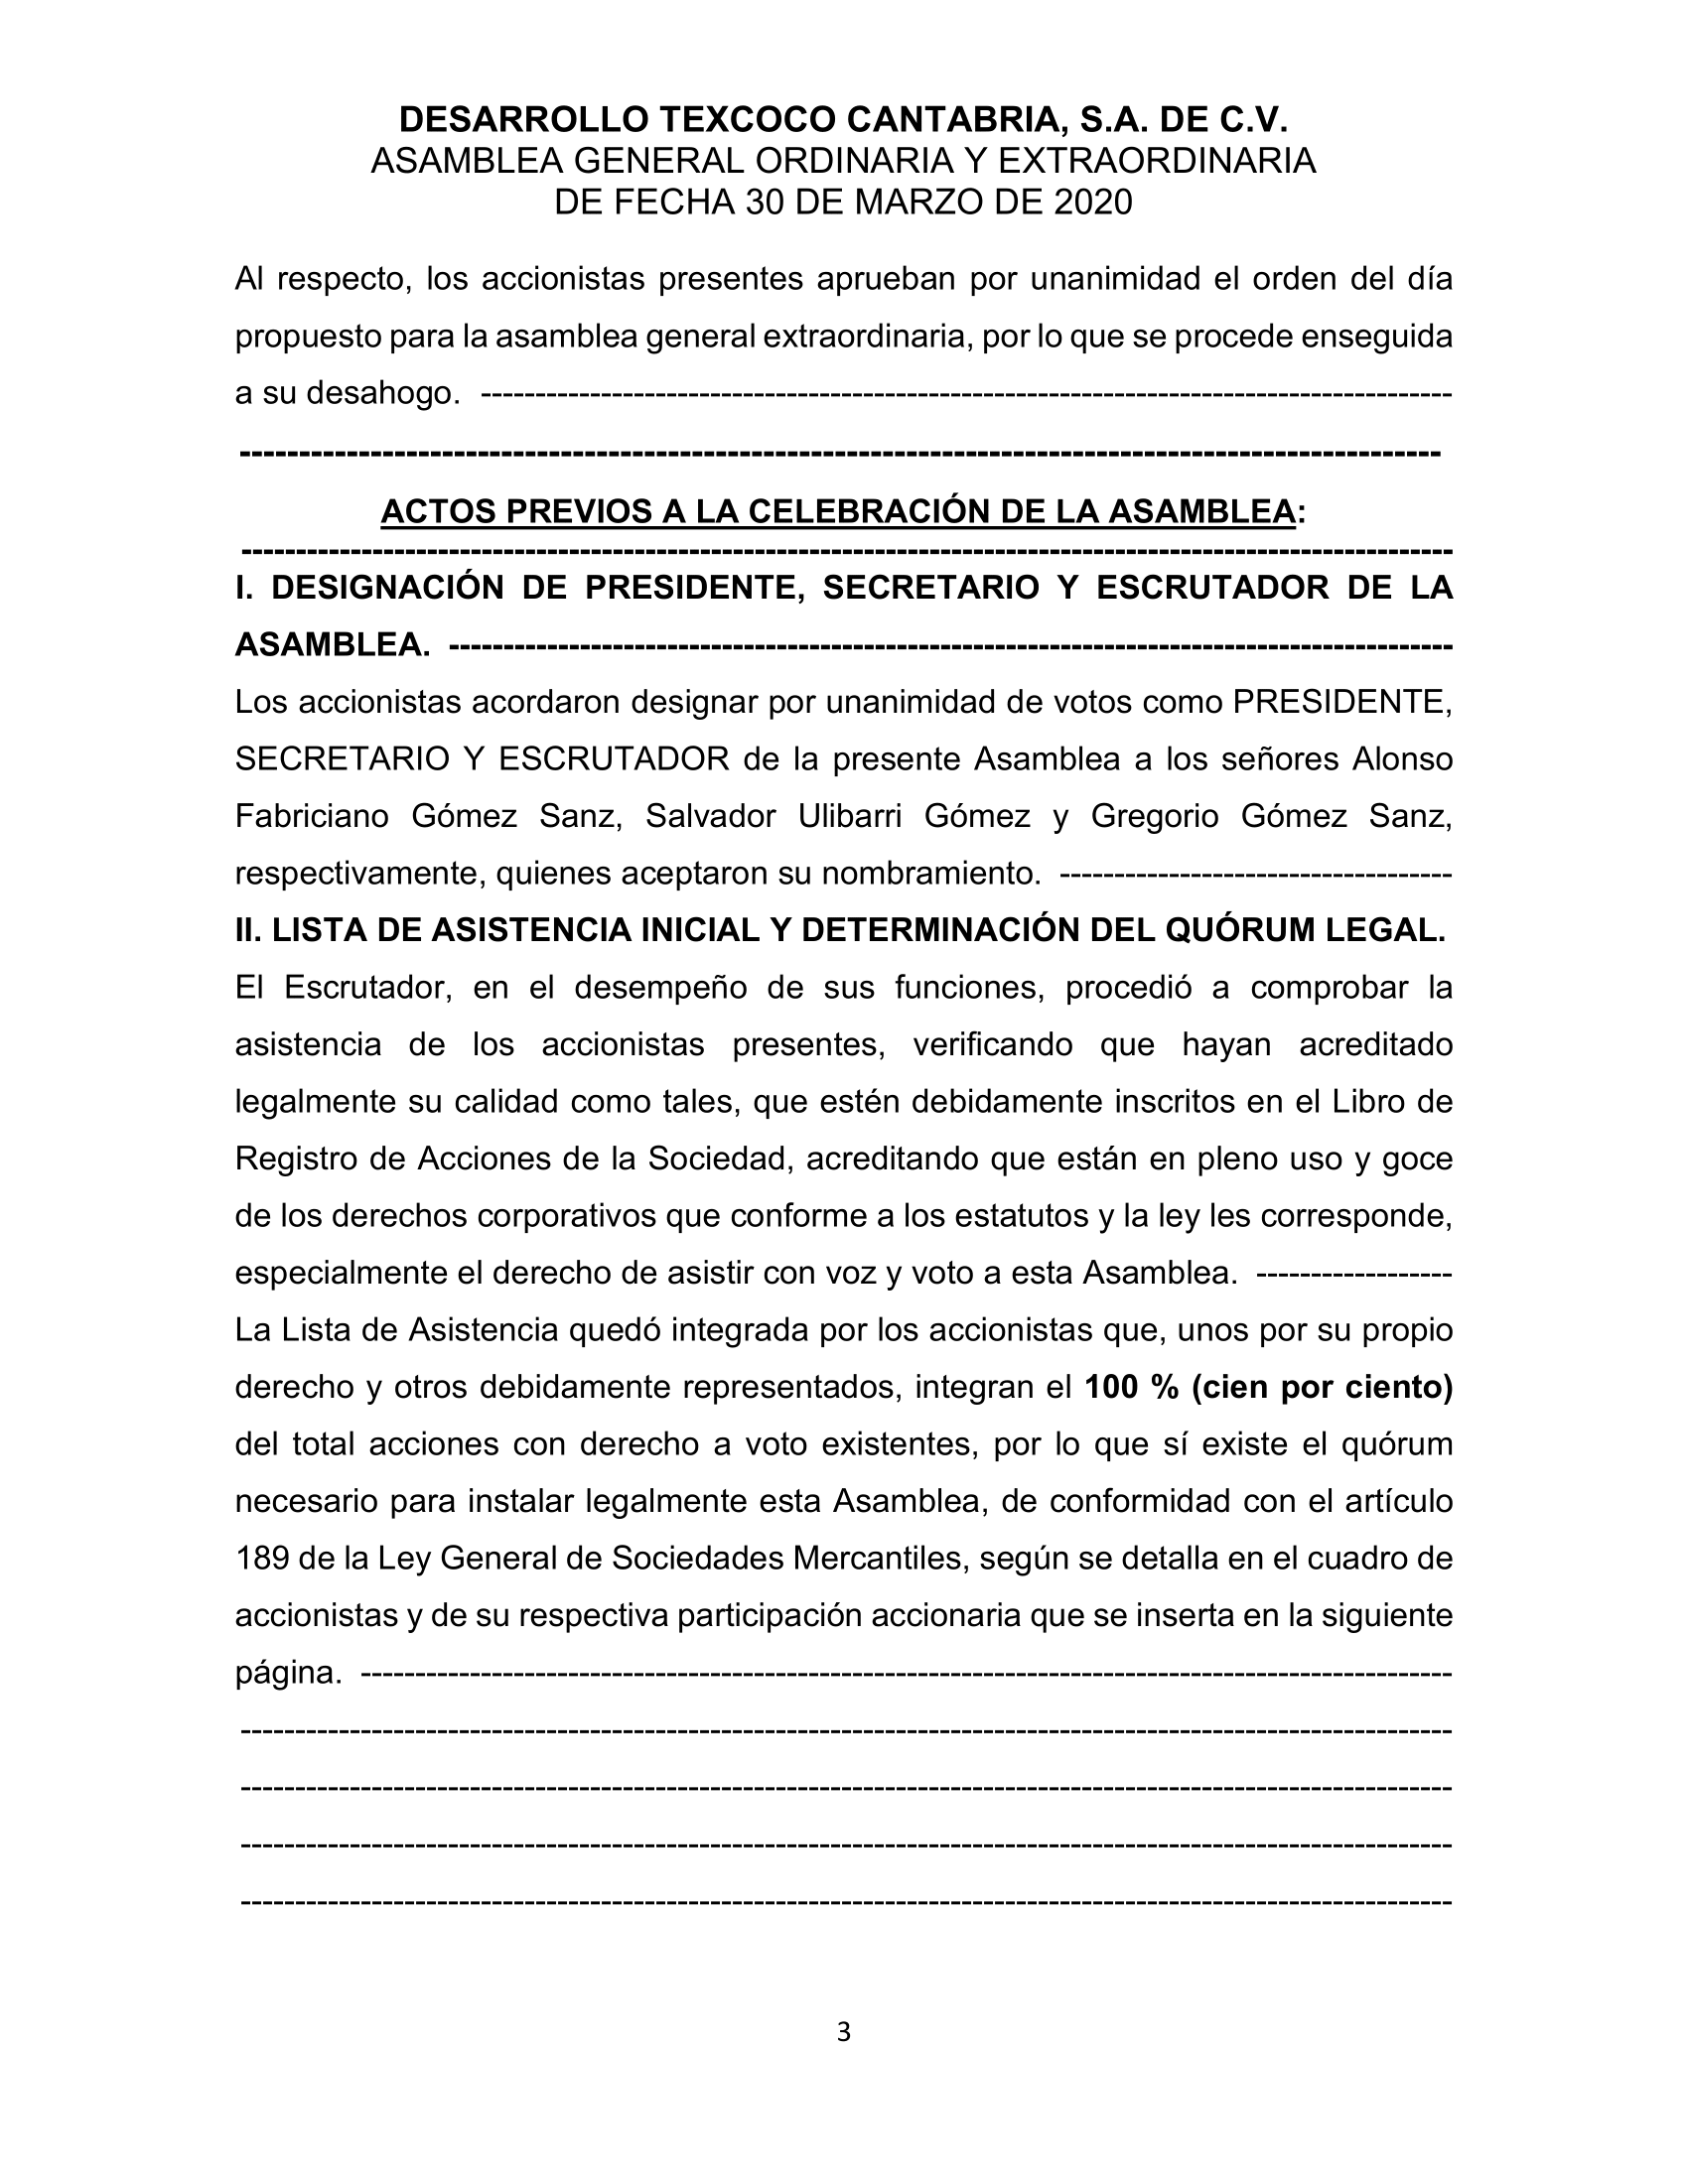 DESARROLLO TEXCOCO CANTABRIA, S.A. DE C.V.
ASAMBLEA GENERAL ORDINARIA Y EXTRAORDINARIA
DE FECHA 30 DE MARZO DE 2020
Al respecto, los accionistas presentes aprueban por unanimidad el orden del día
propuesto para la asamblea general extraordinaria, por lo que se procede enseguida
a su desahogo. ----------------------------------------------------------------------------------------
------------------------------------------------------------------------------------------------------
ACTOS PREVIOS A LA CELEBRACIÓN DE LA ASAMBLEA:
---------------------------------------------------------------------------------------------------------------
I. DESIGNACIÓN DE PRESIDENTE, SECRETARIO Y ESCRUTADOR DE LA
ASAMBLEA. --------------------------------------------------------------------------------------------
Los accionistas acordaron designar por unanimidad de votos como PRESIDENTE,
SECRETARIO Y ESCRUTADOR de la presente Asamblea a los señores Alonso
Fabriciano Gómez Sanz, Salvador Ulibarri Gómez y Gregorio Gómez Sanz,
respectivamente, quienes aceptaron su nombramiento. ------------------------------------
II. LISTA DE ASISTENCIA INICIAL Y DETERMINACIÓN DEL QUÓRUM LEGAL.
El Escrutador, en el desempeño de sus funciones, procedió a comprobar la
asistencia de los accionistas presentes, verificando que hayan acreditado
legalmente su calidad como tales, que estén debidamente inscritos en el Libro de
Registro de Acciones de la Sociedad, acreditando que están en pleno uso y goce
de los derechos corporativos que conforme a los estatutos y la ley les corresponde,
especialmente el derecho de asistir con voz y voto a esta Asamblea. ------------------
La Lista de Asistencia quedó integrada por los accionistas que, unos por su propio
derecho y otros debidamente representados, integran el 100 % (cien por ciento)
del total acciones con derecho a voto existentes, por lo que sí existe el quórum
necesario para instalar legalmente esta Asamblea, de conformidad con el artículo
189 de la Ley General de Sociedades Mercantiles, según se detalla en el cuadro de
accionistas y de su respectiva participación accionaria que se inserta en la siguiente
página. ----------------------------------------------------------------------------------------------------
---------------------------------------------------------------------------------------------------------------
---------------------------------------------------------------------------------------------------------------
---------------------------------------------------------------------------------------------------------------
---------------------------------------------------------------------------------------------------------------
3